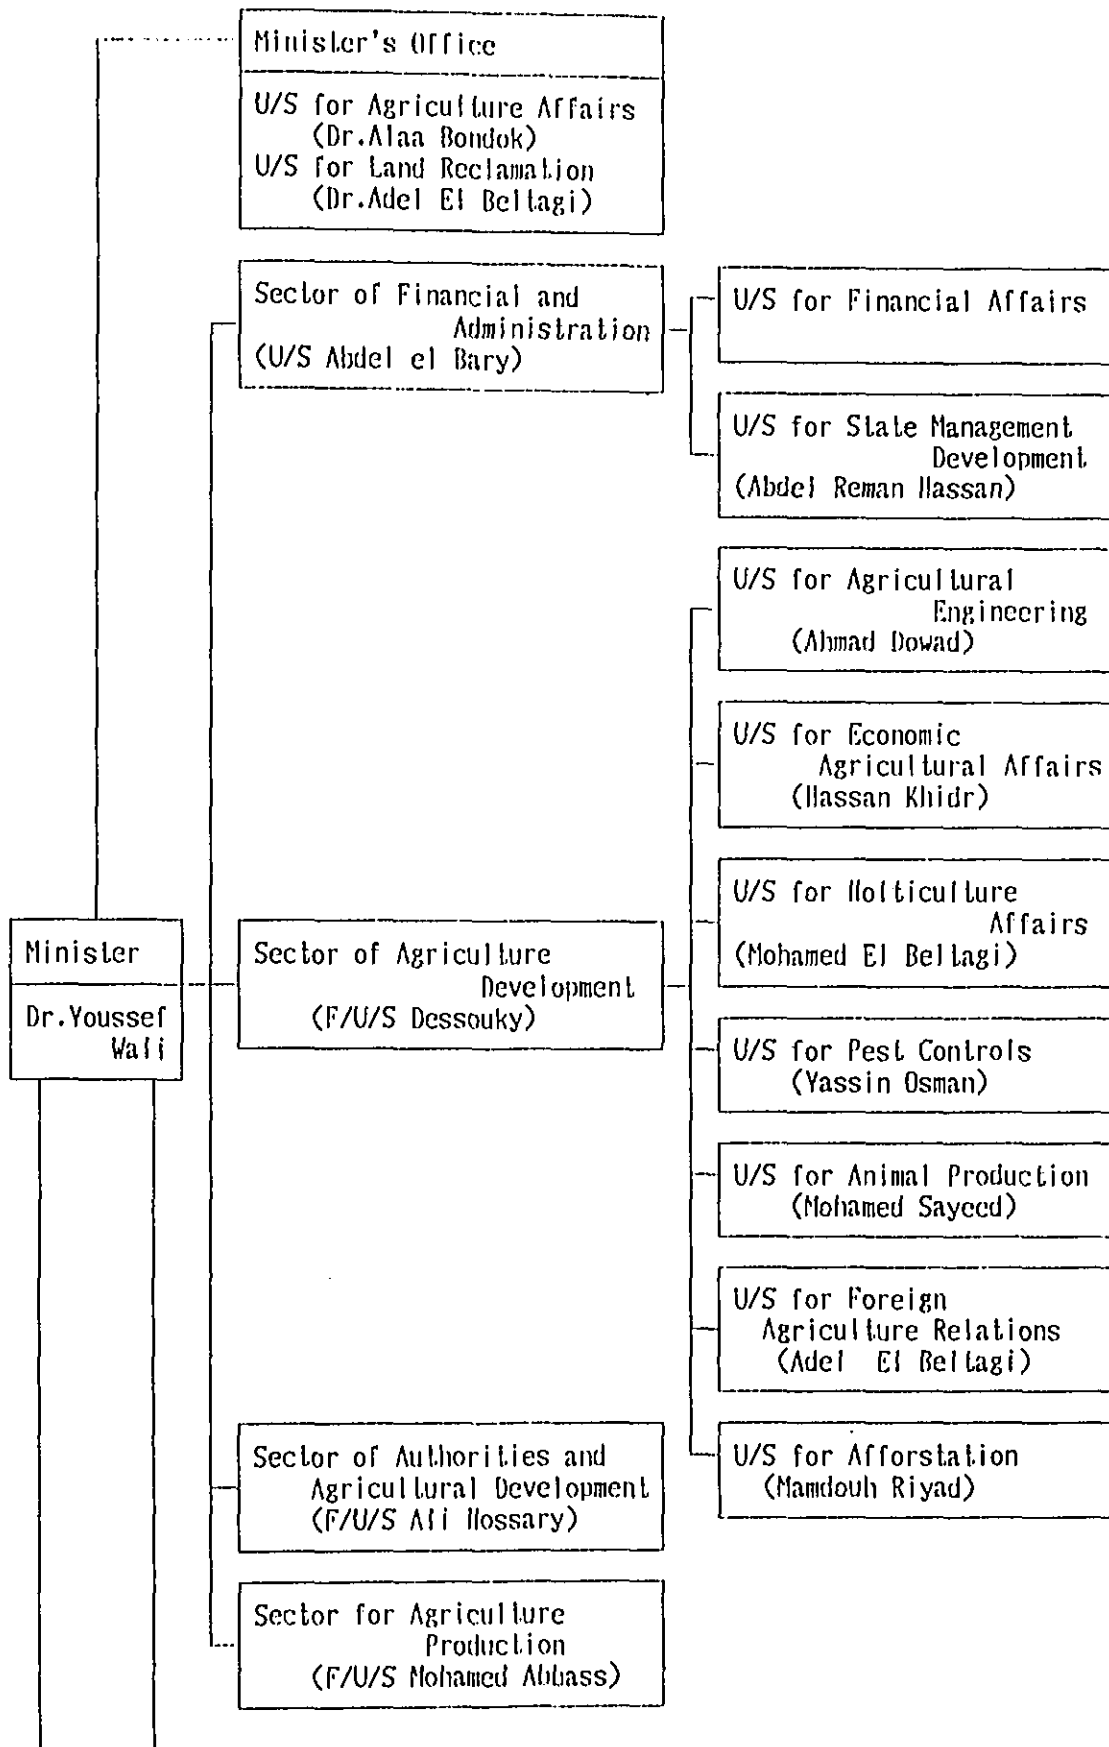 Minister's Office
U/S for Agriculture Affairs
(Dr.Alaa Bondok)
U/S for Land Reclamation
(Dr.Adel El Beltagi)
Sector of Financial and
Administration
(U/S Abdel el Bary)
U/S for Financial Affairs
U/S for State Management
Development
(Abdel Reman Hassan)
U/S for Agricultural
Engineering
(Ahmad Dowad)
U/S for Economic
Agricultural Affairs
(Hassan Khidr)
U/S for Holticulture
Affairs
(Mohamed El Beltagi)
Minister
Dr.Youssef
Wali
Sector of Agriculture
Development
(F/U/S Dessouky)
U/S for Pest Controls
(Yassin Osman)
U/S for Animal Production
(Mohamed Sayeed)
U/S for Foreign
Agriculture Relations
(Adel El Beltagi)
U/S for Afforstation
(Mamdouh Riyad)
Sector of Authorities and
Agricultural Development
(F/U/S Ali Hossary)
Sector for Agriculture
Production
(F/U/S Mohamed Abbass)